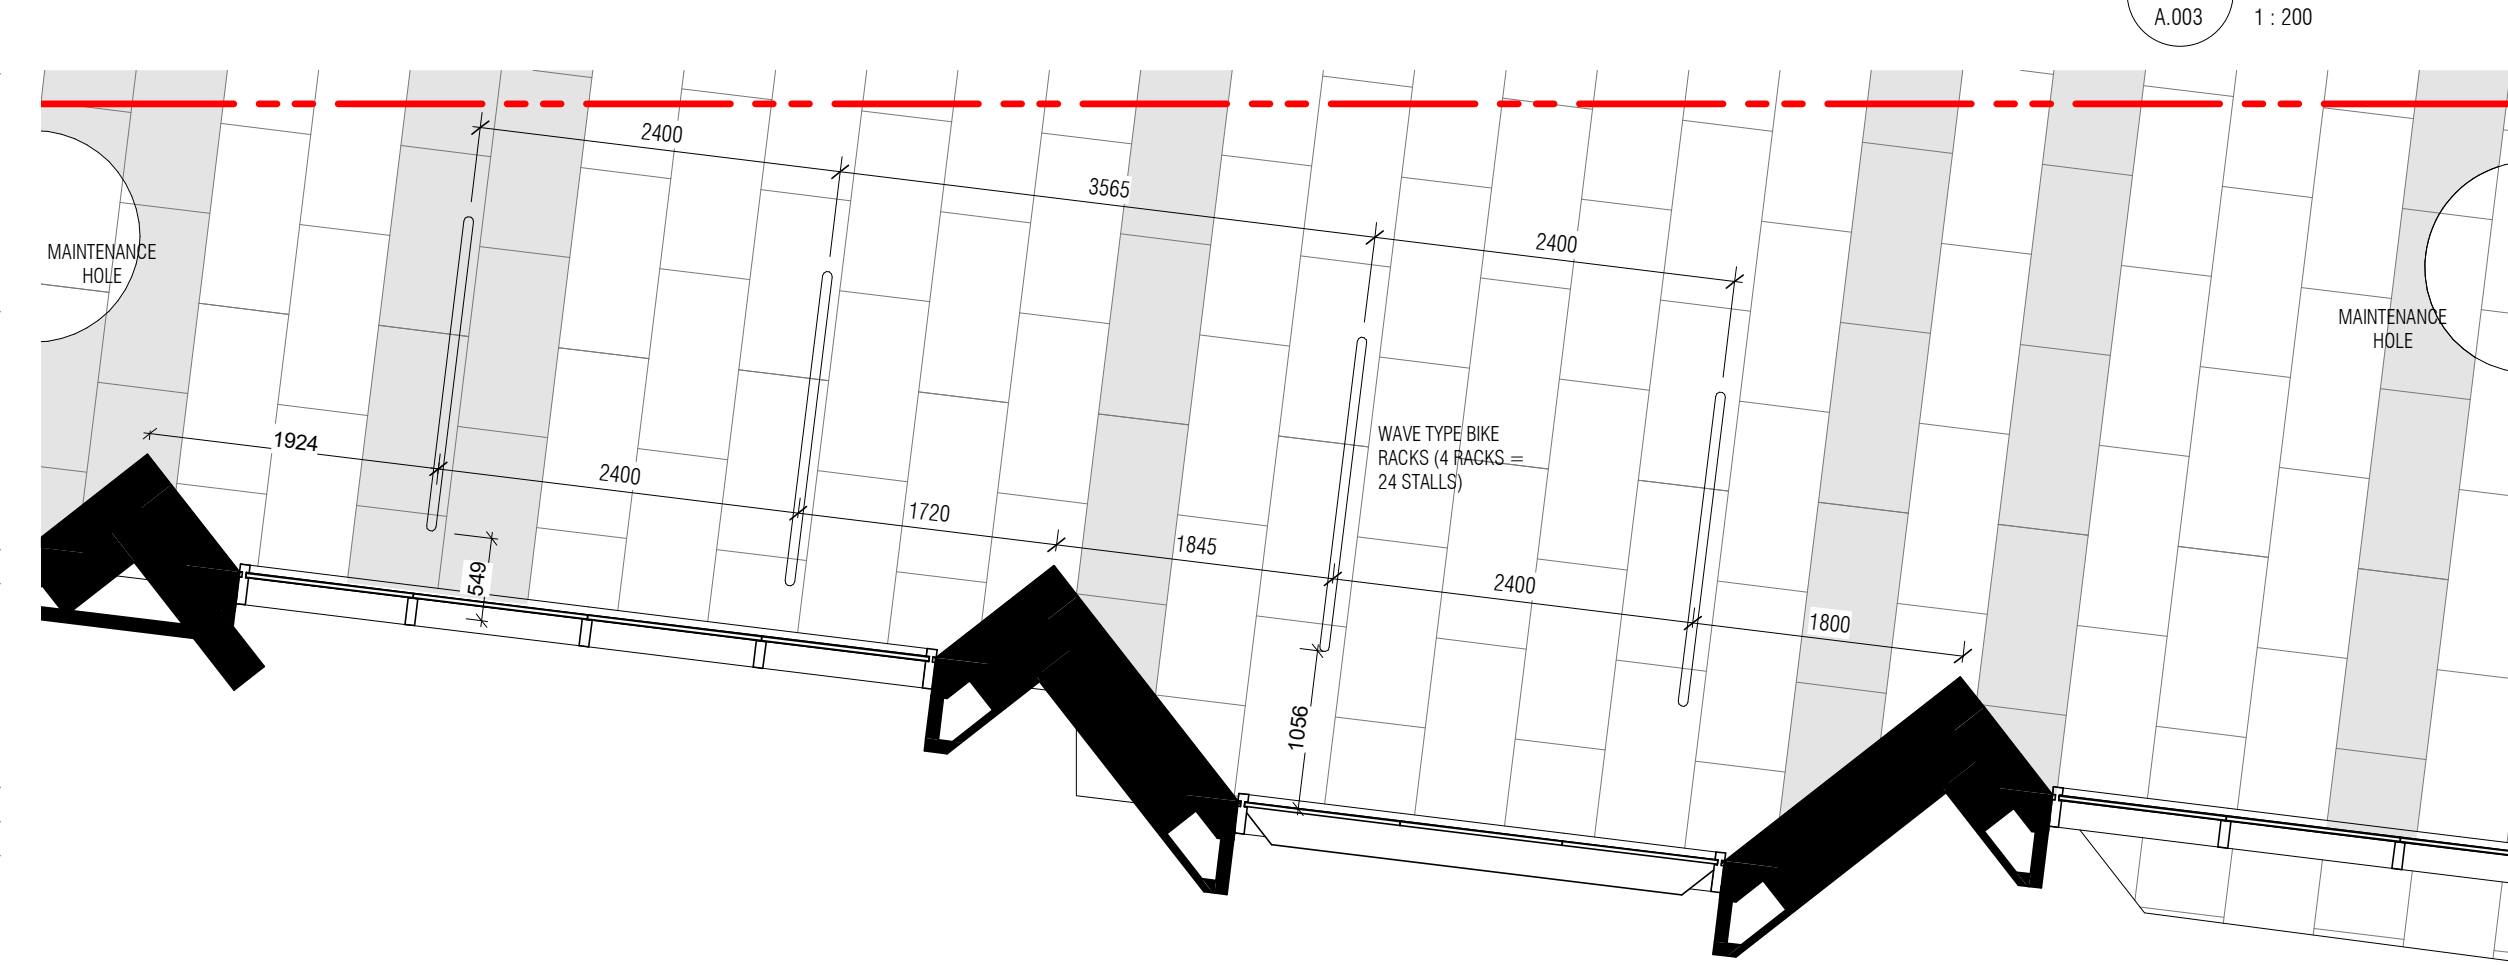 A.003
1 : 200
2400
3565
2400
MAINTENANCE
HOLE
MAINTENANCE
HOLE
1924
2400
1720
1845
2400
1800
WAVE TYPE BIKE
RACKS (4 RACKS =
24 STALLS)
549
1056